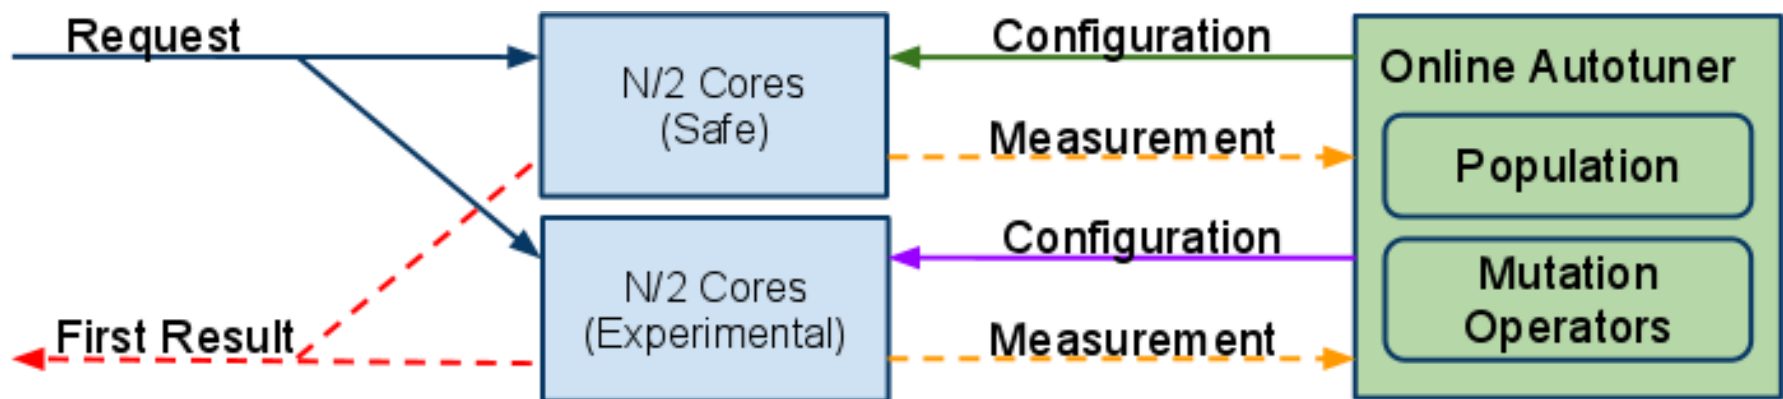 Request
N/2 Cores
(Safe)
Configuration
Online Autotuner
Measurement
Population
N/2 Cores
(Experimental)
Configuration
Mutation
Operators
First Result
Measurement